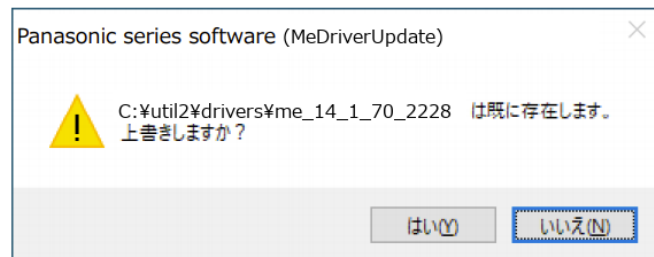 Panasonic series software (MeDriverUpdate)
C:¥util2¥drivers¥me_14_1_70_2228 は既に存在します。
上書きしますか？
はい(Y) いいえ(N)